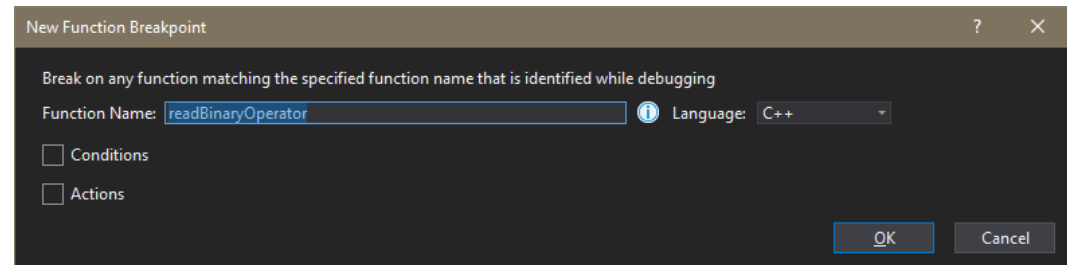 New Function Breakpoint ? ×
Break on any function matching the specified function name that is identified while debugging
Function Name: readBinaryOperator Language: C++
Conditions
Actions
OK Cancel